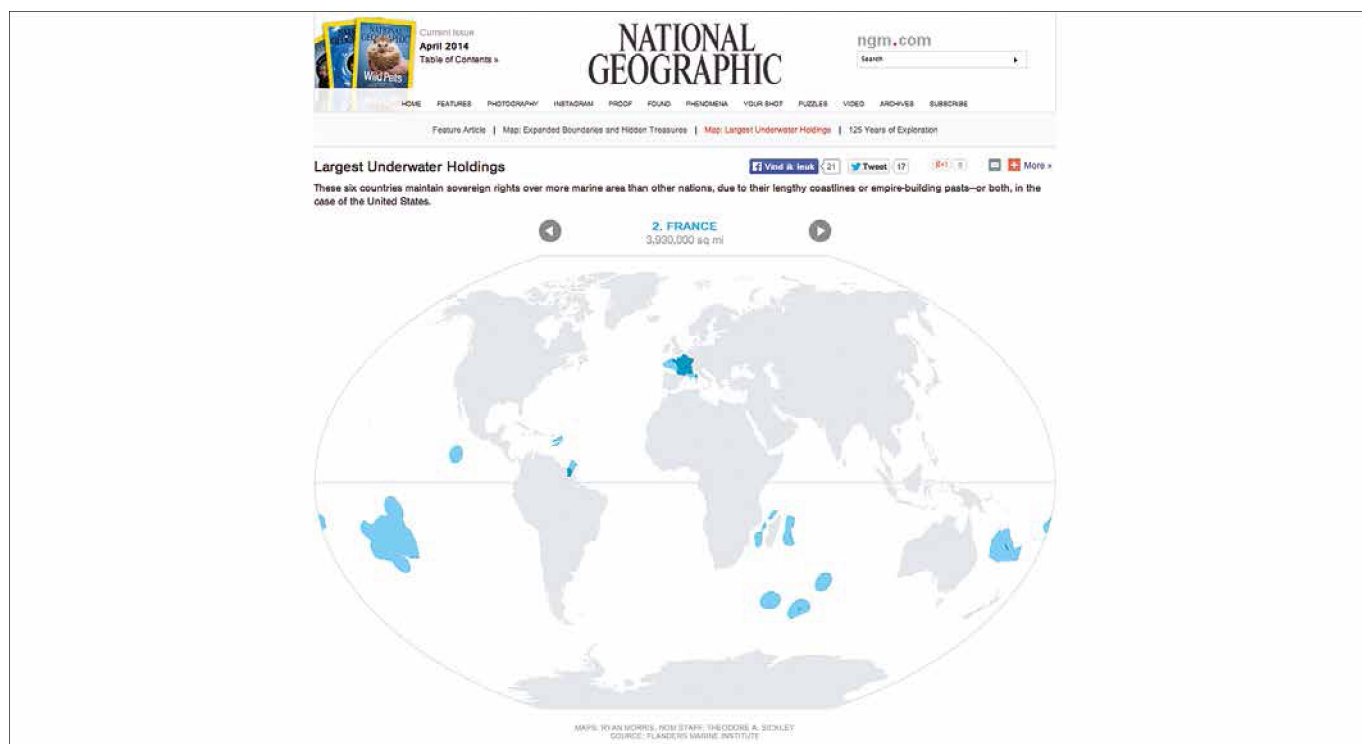 NATIONAL
GEOGRAPHIC
Wild Pets
Current Issue
April 2014
Table of Contents »
NATIONAL
GEOGRAPHIC
ngm.com
Search
HOME FEATURES PHOTOGRAPHY INSTAGRAM PROOF FOUND PHENOMENA YOUR SHOT PUZZLES VIDEO ARCHIVES SUBSCRIBE
Feature Article | Map: Expanded Boundaries and Hidden Treasures | Map: Largest Underwater Holdings | 125 Years of Exploration
Largest Underwater Holdings
Vind ik leuk 21 Tweet 17 More »
These six countries maintain sovereign rights over more marine area than other nations, due to their lengthy coastlines or empire-building pasts—or both, in the
case of the United States.
2. FRANCE
3,930,000 sq mi
MAPS: RYAN MORRIS, NGM STAFF; THEODORE A. SICKLEY
SOURCE: FLANDERS MARINE INSTITUTE